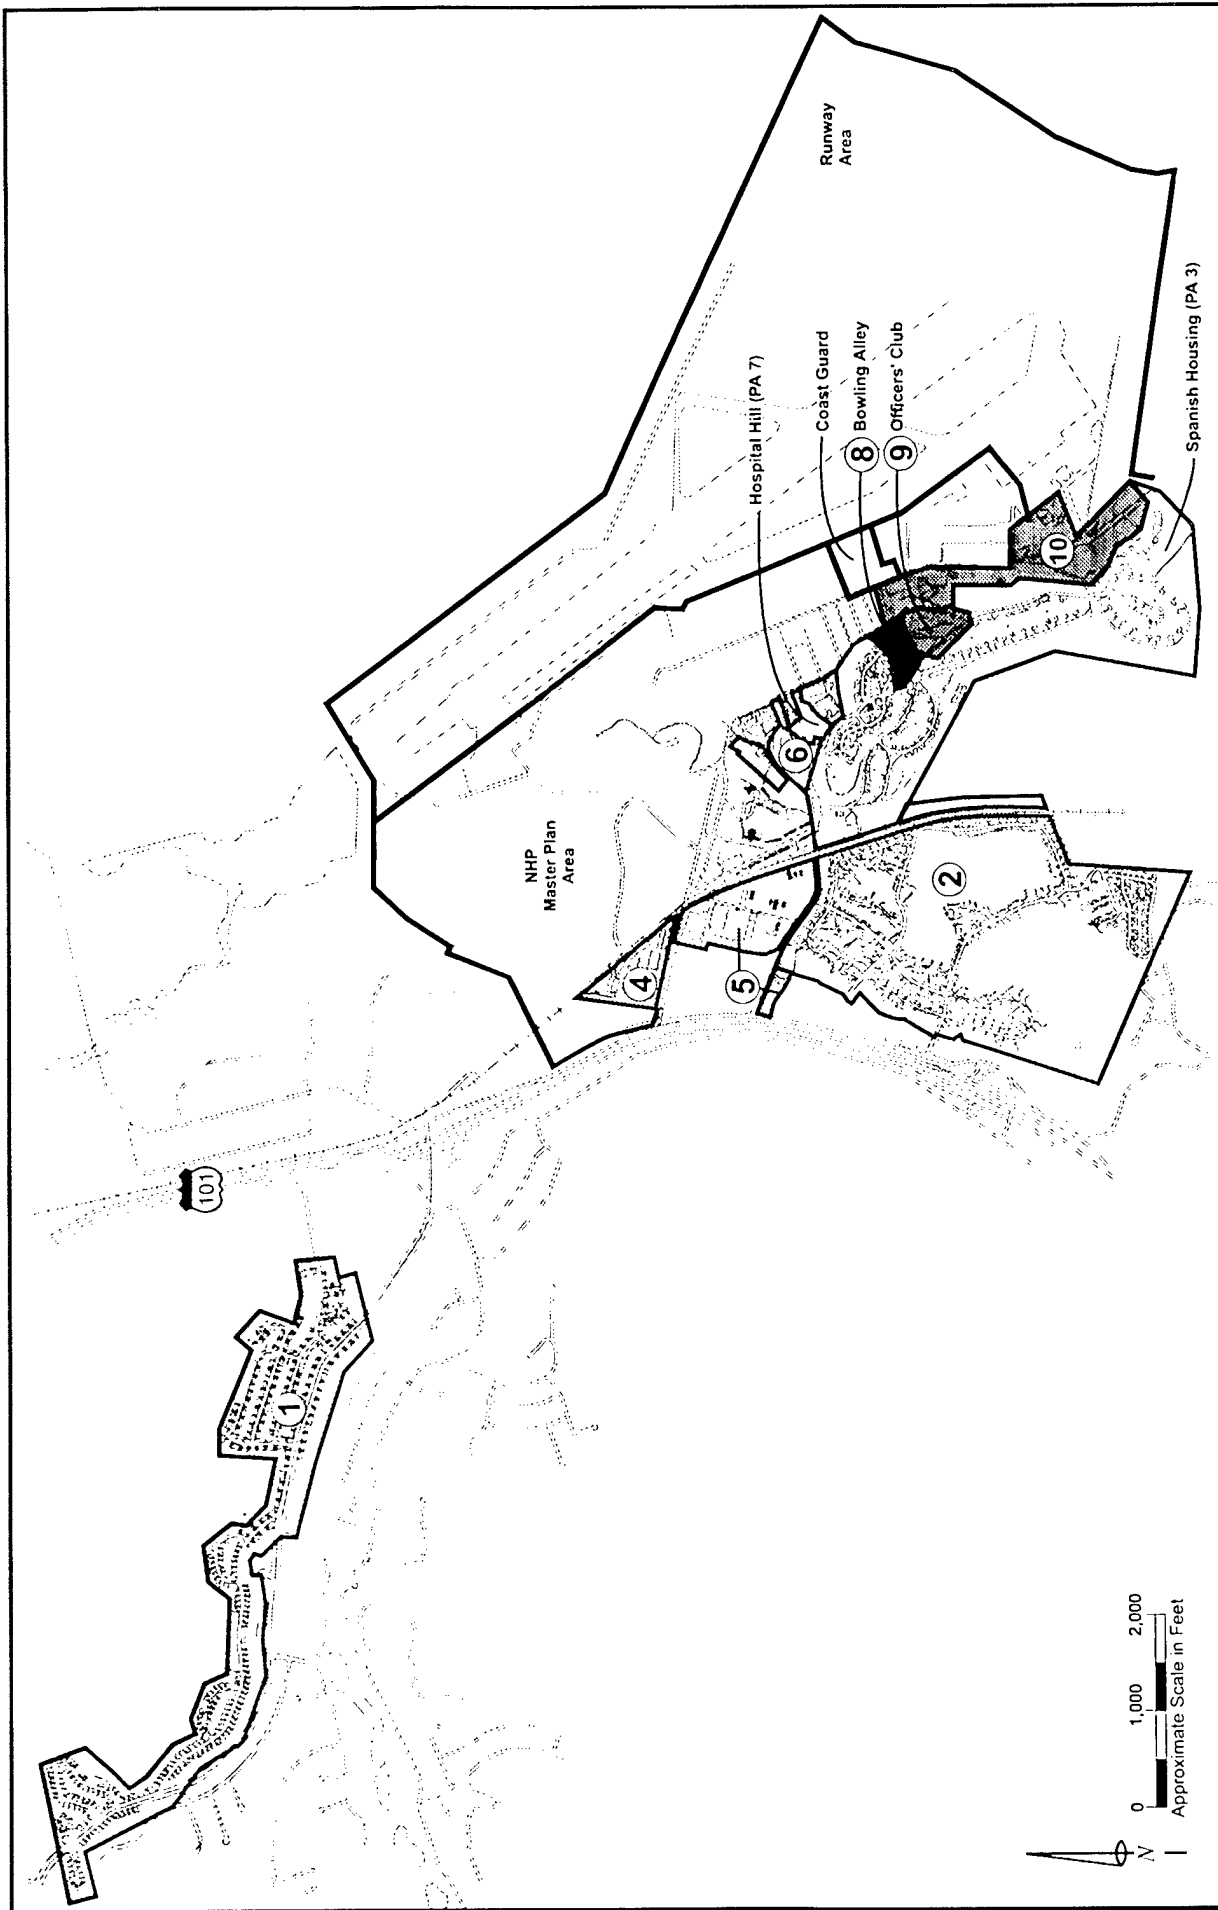 Runway
Area
NHP
Master Plan
Area
Hospital Hill (PA 7)
Coast Guard
8 Bowling Alley
9 Officers' Club
Spanish Housing (PA 3)
10
6
2
4
5
101
1
0 1,000 2,000
Approximate Scale in Feet
N